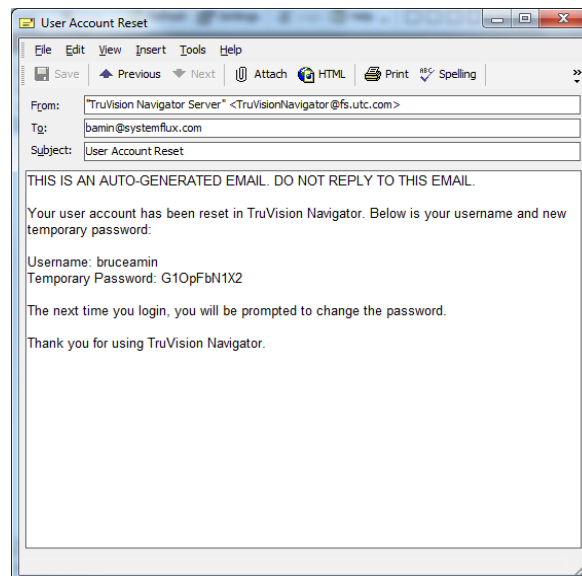 User Account Reset
File Edit View Insert Tools Help
Save Previous Next Attach HTML Print ABC Spelling »
From: "TruVision Navigator Server" <TruVisionNavigator@fs.utc.com>
To: bamin@systemflux.com
Subject: User Account Reset
THIS IS AN AUTO-GENERATED EMAIL. DO NOT REPLY TO THIS EMAIL.
Your user account has been reset in TruVision Navigator. Below is your username and new
temporary password:
Username: bruceamin
Temporary Password: G1OpFbN1X2
The next time you login, you will be prompted to change the password.
Thank you for using TruVision Navigator.